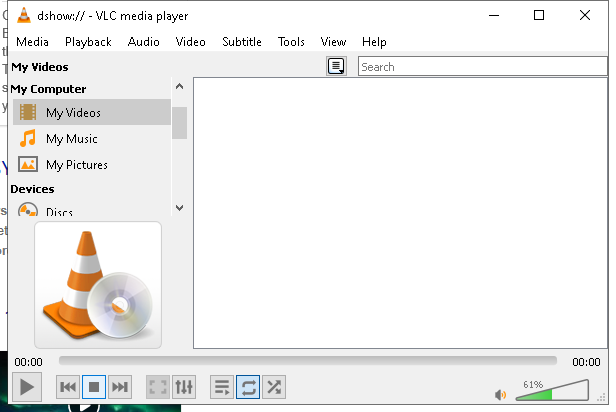 dshow:// - VLC media player
Media Playback Audio Video Subtitle Tools View Help
My Videos
Search
My Computer
My Videos
My Music
My Pictures
Devices
Discs
00:00
00:00
61%